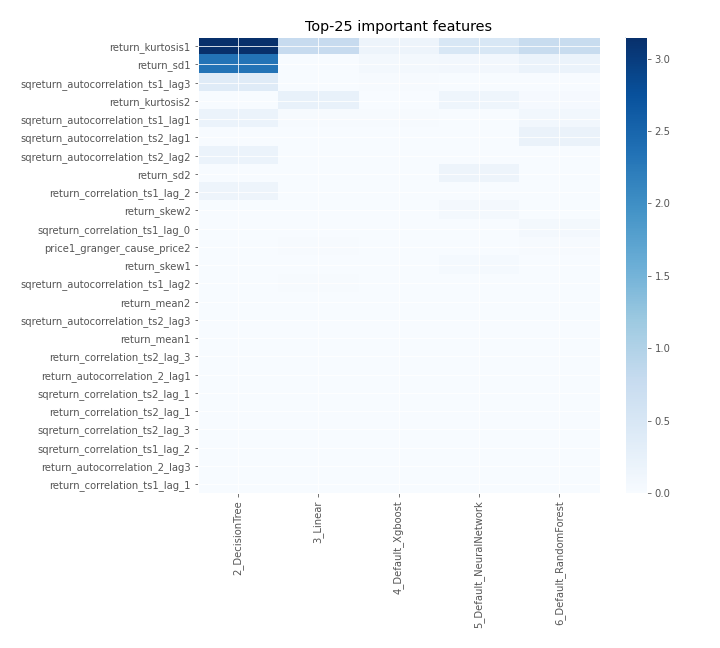 Top-25 important features
return_kurtosis1
return_sd1
sqreturn_autocorrelation_ts1_lag3
return_kurtosis2
sqreturn_autocorrelation_ts1_lag1
sqreturn_autocorrelation_ts2_lag1
sqreturn_autocorrelation_ts2_lag2
return_sd2
return_correlation_ts1_lag_2
return_skew2
sqreturn_correlation_ts1_lag_0
price1_granger_cause_price2
return_skew1
sqreturn_autocorrelation_ts1_lag2
return_mean2
sqreturn_autocorrelation_ts2_lag3
return_mean1
return_correlation_ts2_lag_3
return_autocorrelation_2_lag1
sqreturn_correlation_ts2_lag_1
return_correlation_ts2_lag_1
sqreturn_correlation_ts2_lag_3
sqreturn_correlation_ts1_lag_2
return_autocorrelation_2_lag3
return_correlation_ts1_lag_1
2_DecisionTree
3_Linear
4_Default_Xgboost
5_Default_NeuralNetwork
6_Default_RandomForest
3.0
2.5
2.0
1.5
1.0
0.5
0.0